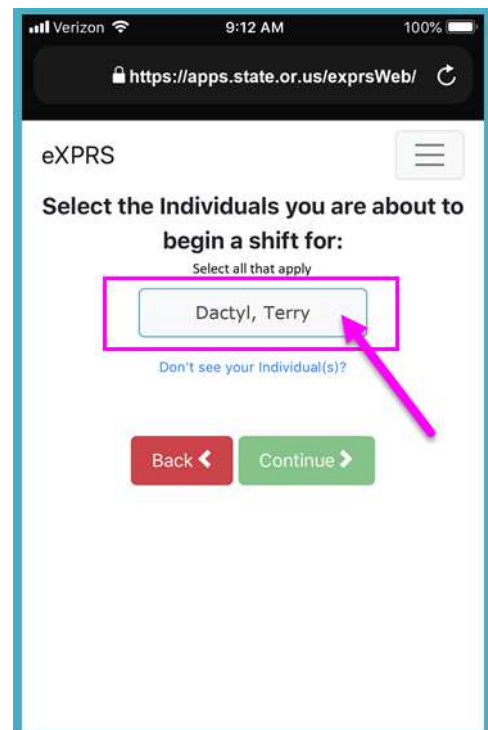 Verizon 9:12 AM 100%
https://apps.state.or.us/exprsWeb/
eXPRS
Select the Individuals you are about to
begin a shift for:
Select all that apply
Dactyl, Terry
Don't see your Individual(s)?
Back Continue